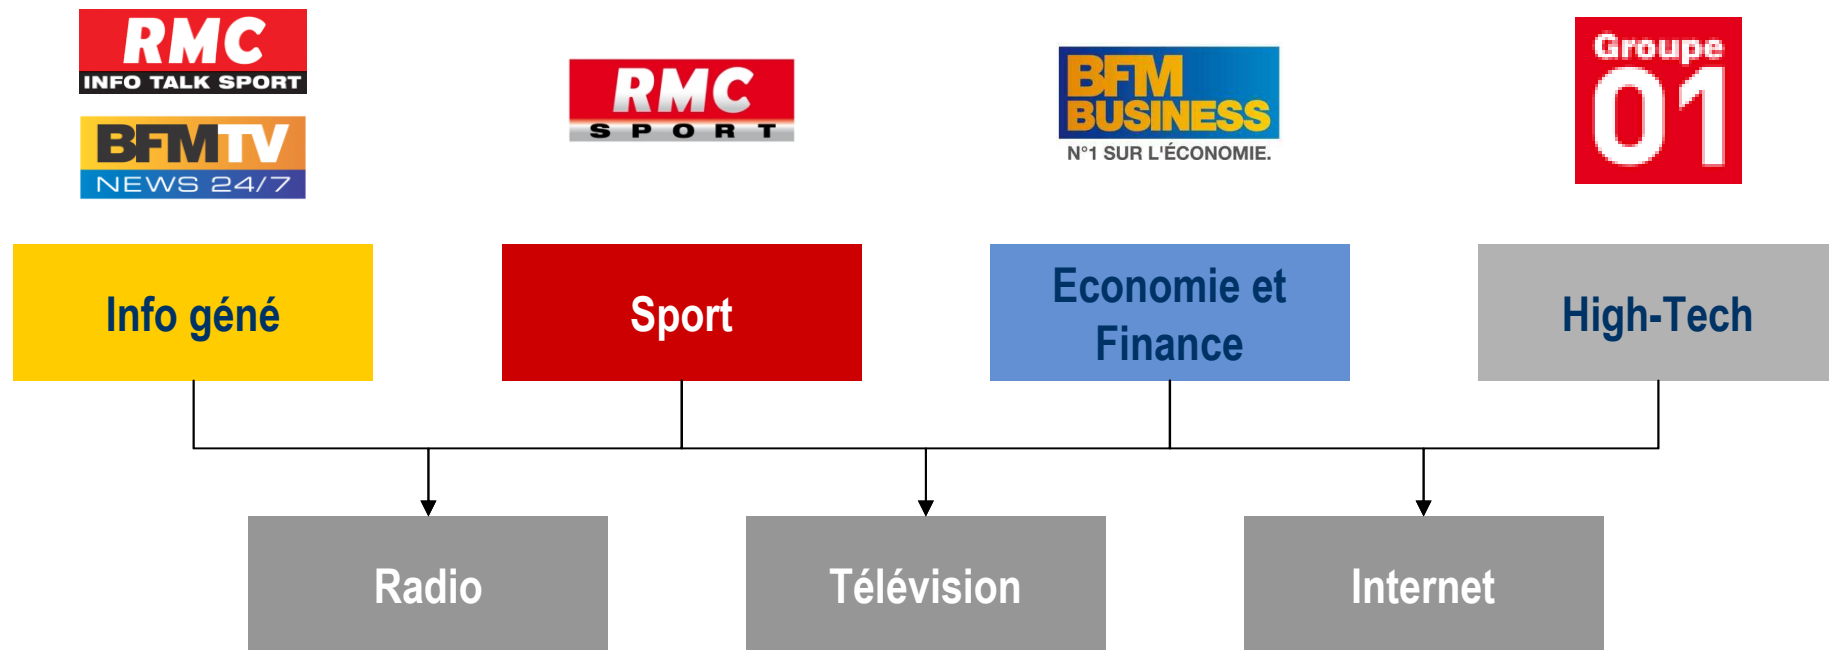 RMC
INFO TALK SPORT
BFMTV
NEWS 24/7
RMC
SPORT
BFM
BUSINESS
N°1 SUR L'ÉCONOMIE.
Groupe
01
Info géné
Sport
Economie et
Finance
High-Tech
Radio
Télévision
Internet